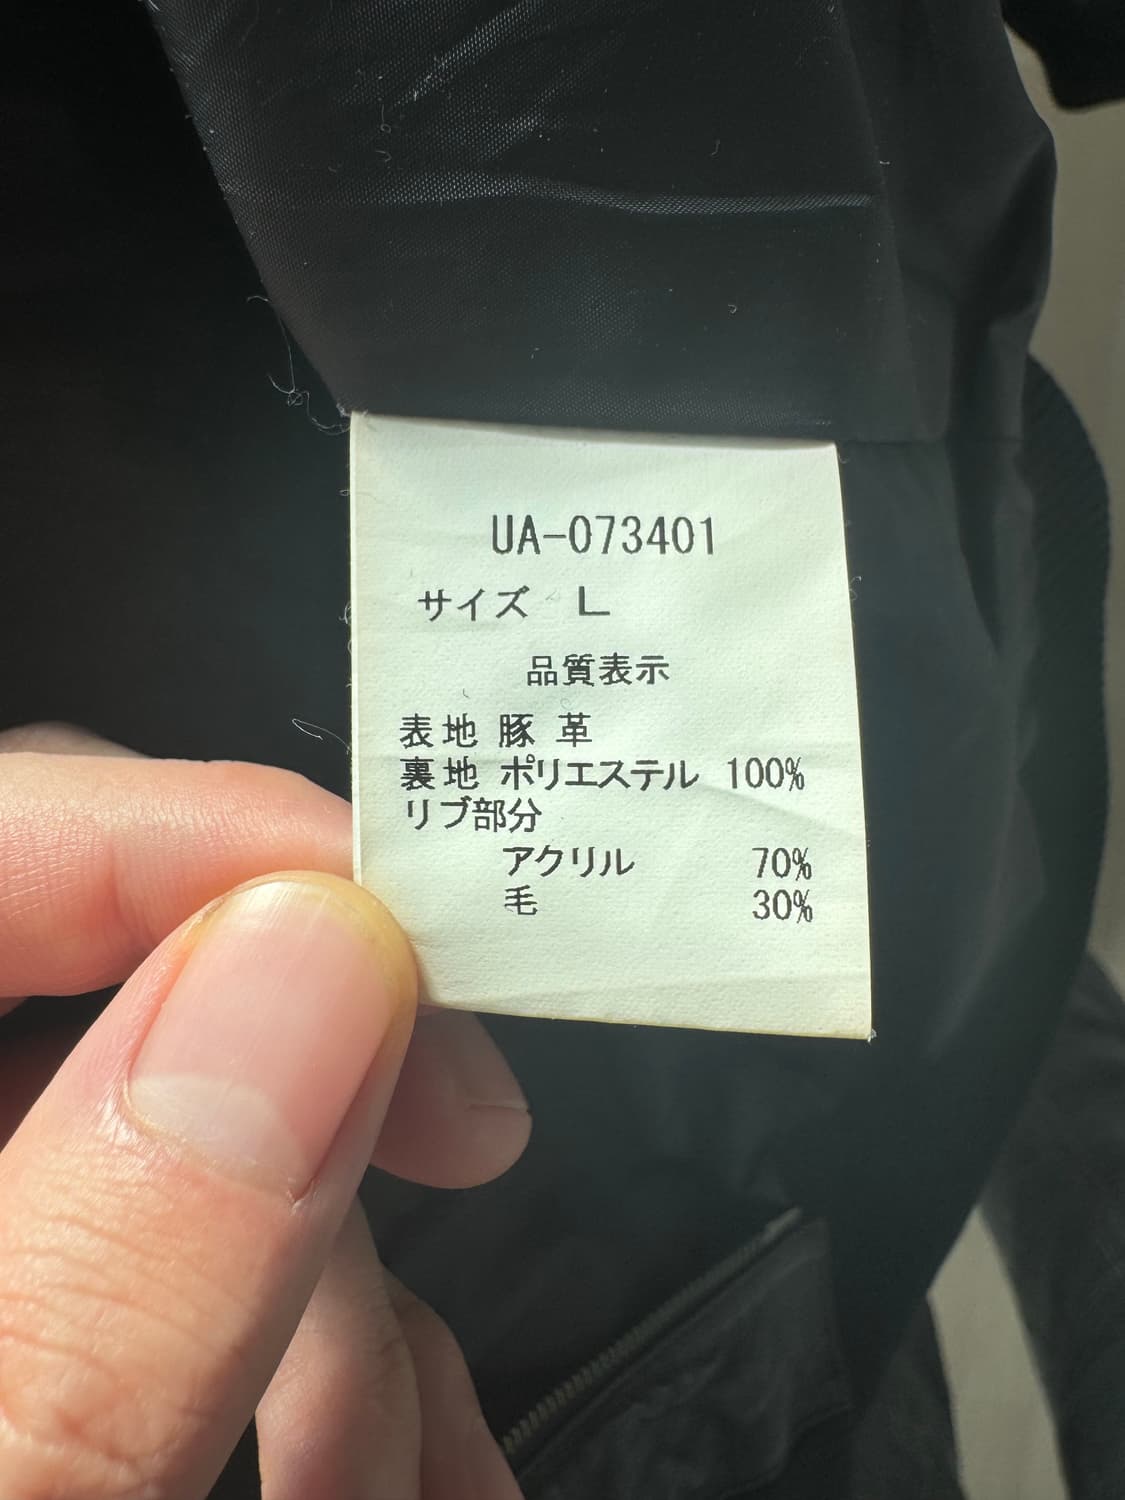 UA-073401
サイズ L
品質表示
表地 豚革
裏地 ポリエステル 100%
リブ部分
アクリル 70%
毛 30%